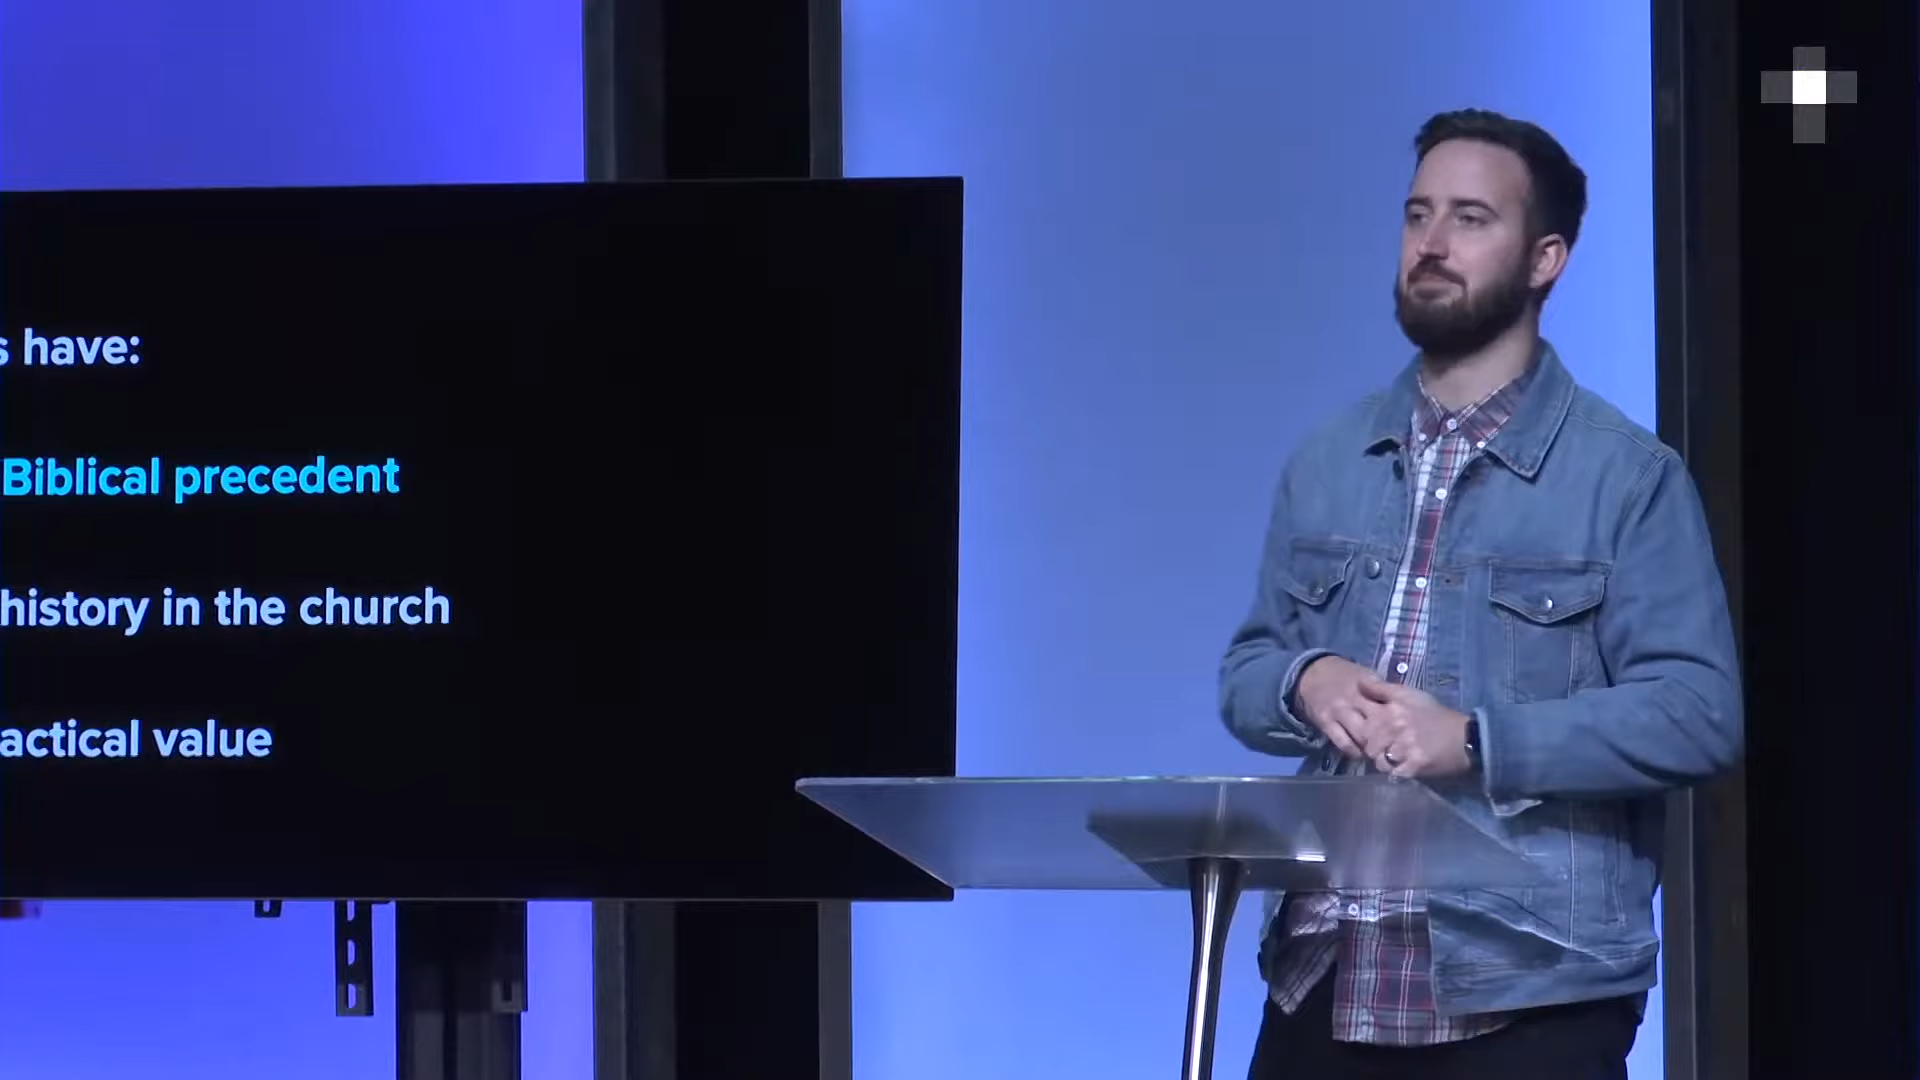 s have:
Biblical precedent
history in the church
actical value